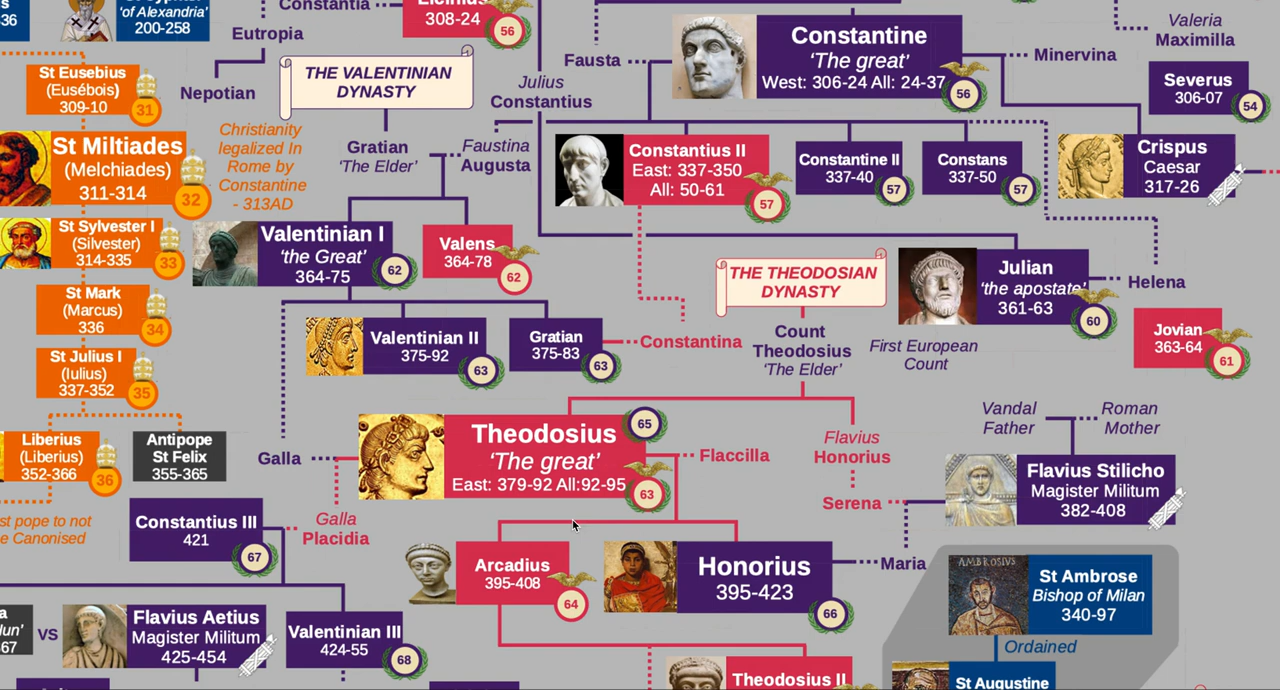 36
'of Alexandria'
200-258
Constantia
308-24
56
Eutropia
Nepotian
THE VALENTINIAN
DYNASTY
Julius
Constantius
Fausta
Constantine
'The great'
West: 306-24 All: 24-37
56
Minervina
Valeria
Maximilla
Severus
306-07
54
St Eusebius
(Eusébois)
309-10
31
St Miltiades
(Melchiades)
311-314
32
Christianity
legalized In
Rome by
Constantine
- 313AD
Gratian
'The Elder'
Faustina
Augusta
Constantius II
East: 337-350
All: 50-61
57
Constantine II
337-40
57
Constans
337-50
57
Crispus
Caesar
317-26
St Sylvester I
(Silvester)
314-335
33
Valentinian I
'the Great'
364-75
62
Valens
364-78
62
THE THEODOSIAN
DYNASTY
Julian
'the apostate'
361-63
60
Helena
St Mark
(Marcus)
336
34
Valentinian II
375-92
63
Gratian
375-83
63
Constantina
Count
Theodosius
'The Elder'
First European
Count
Jovian
363-64
61
St Julius I
(Iulius)
337-352
35
Liberius
(Liberius)
352-366
36
Antipope
St Felix
355-365
Galla
Theodosius
'The great'
East: 379-92 All:92-95
65
63
Flaccilla
Flavius
Honorius
Serena
Vandal
Father
Roman
Mother
Flavius Stilicho
Magister Militum
382-408
st pope to not
e Canonised
Constantius III
421
67
Galla
Placidia
Arcadius
395-408
64
Honorius
395-423
66
Maria
AMBROSIVS
St Ambrose
Bishop of Milan
340-97
Ordained
a
lun'
67
VS
Flavius Aetius
Magister Militum
425-454
Valentinian III
424-55
68
Theodosius II
St Augustine